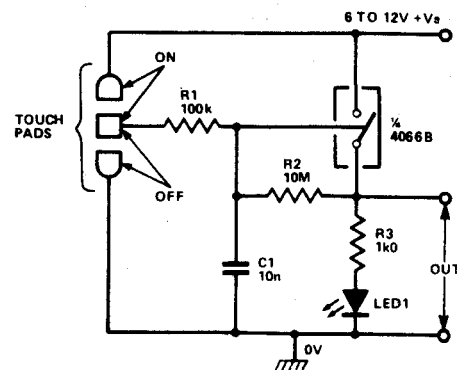 6 TO 12V +Vs
ON
TOUCH
PADS
R1
100k
¼
4066B
R2
10M
OFF
R3
1k0
C1
10n
OUT
LED1
0V